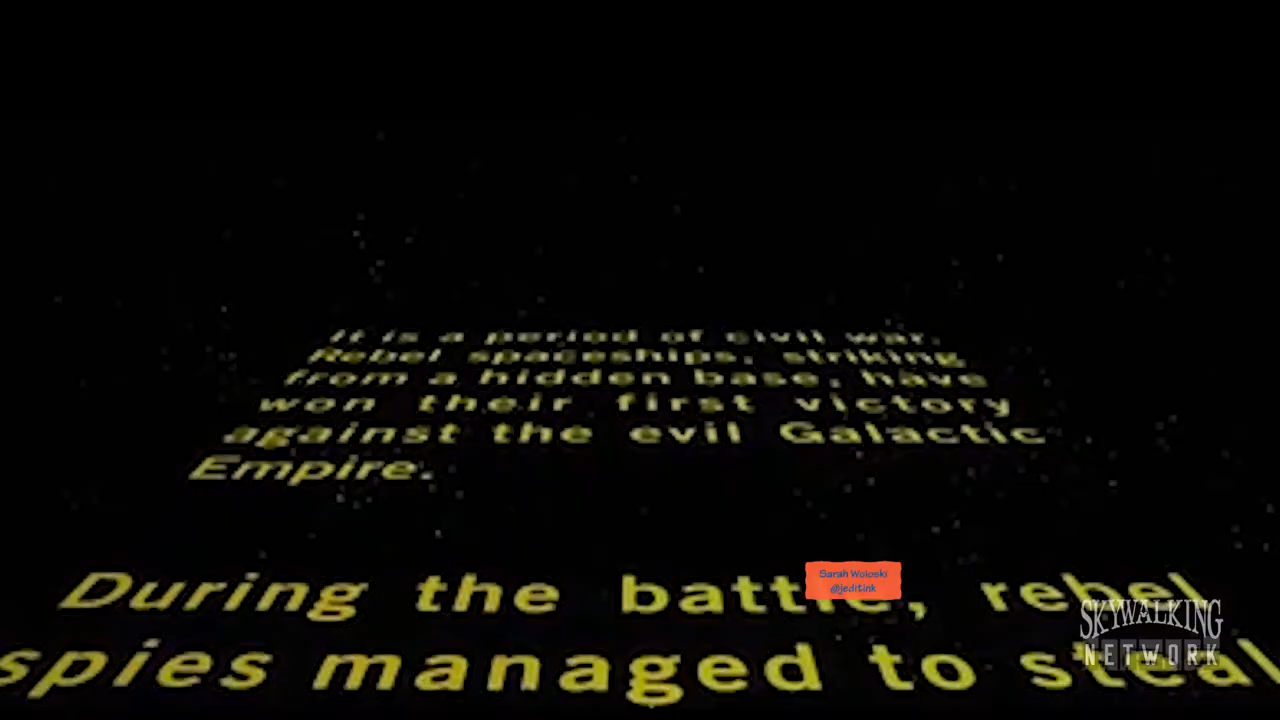 It is a period of civil war.
Rebel spaceships, striking
from a hidden base, have
won their first victory
against the evil Galactic
Empire.
During the battle, rebel
Sarah Woloski
@jeditink
spies managed to steal
SKYWALKING
NETWORK